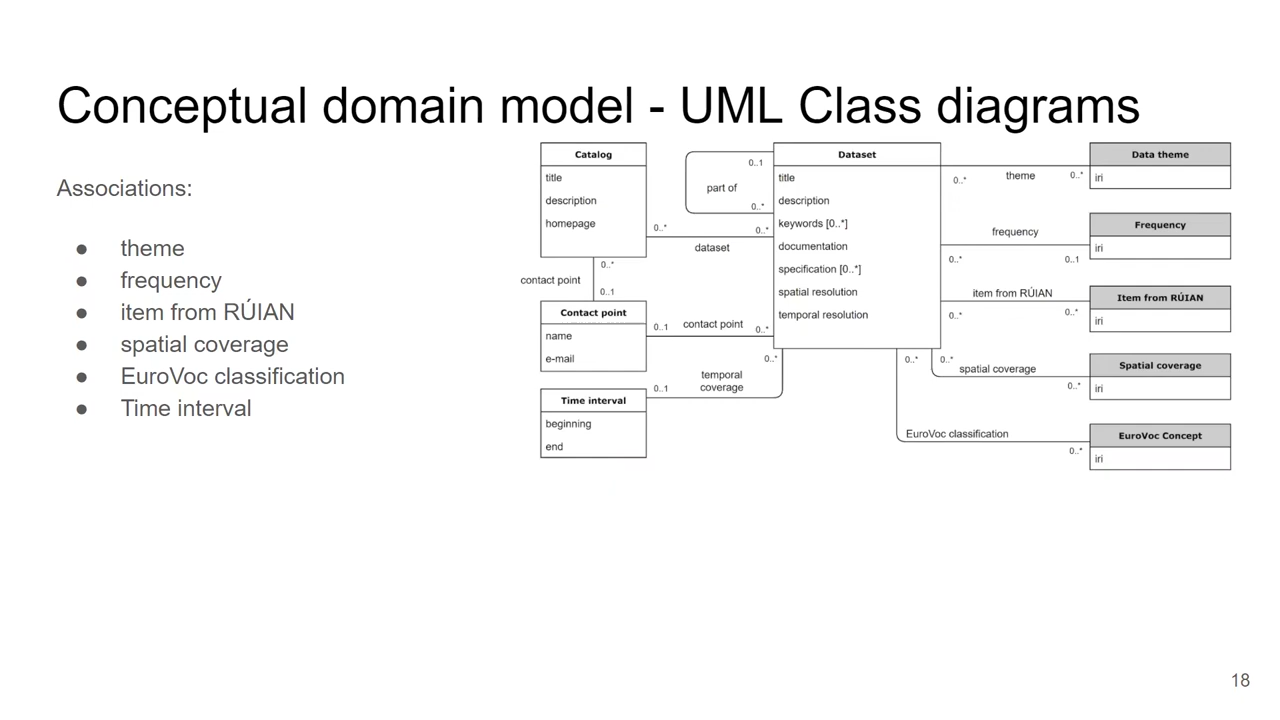 Conceptual domain model - UML Class diagrams
Associations:
● theme
● frequency
● item from RÚIAN
● spatial coverage
● EuroVoc classification
● Time interval
Catalog
title
description
homepage
0..*
dataset
0..*
0..*
contact point
0..1
Contact point
name
e-mail
0..1
contact point
0..*
Time interval
beginning
end
0..1
temporal
coverage
0..*
0..1
part of
0..*
Dataset
title
description
keywords [0..*]
documentation
specification [0..*]
spatial resolution
temporal resolution
0..*
theme
0..*
Data theme
iri
frequency
0..*
0..1
Frequency
iri
item from RÚIAN
0..*
0..*
Item from RÚIAN
iri
0..*
spatial coverage
0..*
Spatial coverage
iri
0..*
EuroVoc classification
0..*
EuroVoc Concept
iri
18